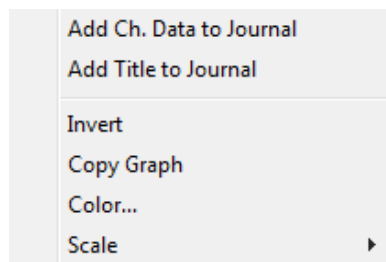 Add Ch. Data to Journal
Add Title to Journal
Invert
Copy Graph
Color...
Scale